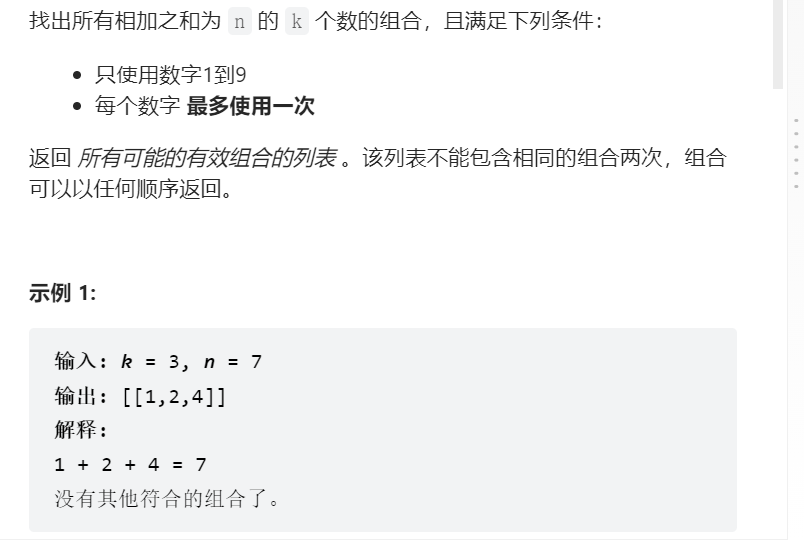 找出所有相加之和为 n 的 k 个数的组合，且满足下列条件：
只使用数字1到9
每个数字 最多使用一次
返回 所有可能的有效组合的列表 。该列表不能包含相同的组合两次，组合
可以以任何顺序返回。
示例 1:
输入: k = 3, n = 7
输出: [[1,2,4]]
解释:
1 + 2 + 4 = 7
没有其他符合的组合了。